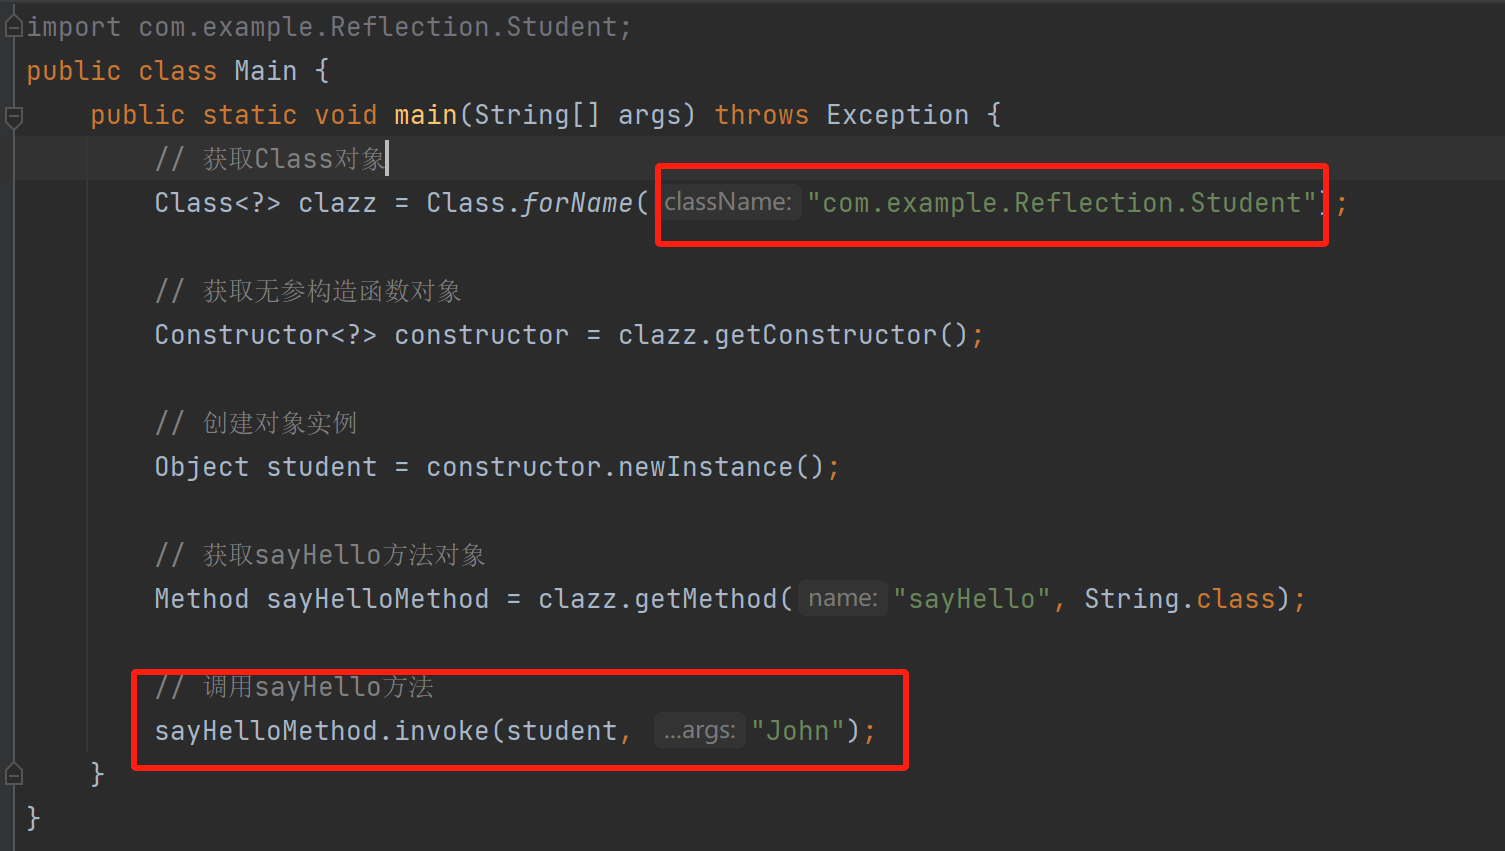 import com.example.Reflection.Student;
public class Main {
public static void main(String[] args) throws Exception {
// 获取Class对象
Class<?> clazz = Class.forName( className: "com.example.Reflection.Student");
// 获取无参构造函数对象
Constructor<?> constructor = clazz.getConstructor();
// 创建对象实例
Object student = constructor.newInstance();
// 获取sayHello方法对象
Method sayHelloMethod = clazz.getMethod( name: "sayHello", String.class);
// 调用sayHello方法
sayHelloMethod.invoke(student, ...args: "John");
}
}